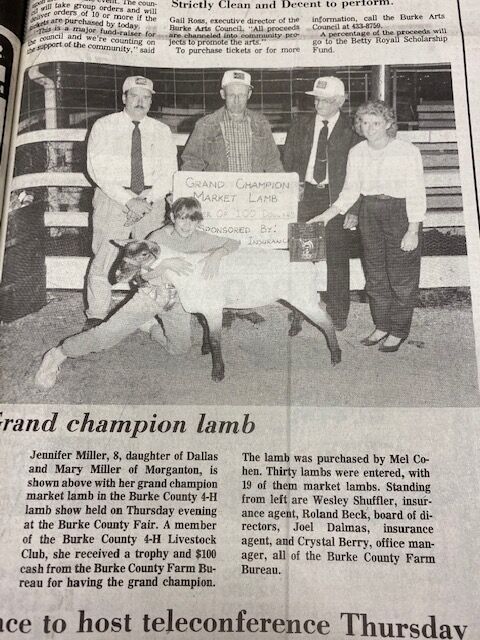 event. The coun-
will take group orders and will
deliver orders of 10 or more if the
tickets are purchased by today.
"This is a major fund-raiser for
the council and we're counting on
the support of the community," said
Strictly Clean and Decent to perform.
Gail Ross, executive director of the
Burke Arts Council. "All proceeds
are channeled into community pro-
jects to promote the arts."
To purchase tickets or for more
information, call the Burke Arts
Council at 433-8759.
A percentage of the proceeds will
go to the Betty Royall Scholarship
Fund.
GRAND CHAMPION
MARKET LAMB
OF 100
SPONSORED BY:
INSURANCE
Grand champion lamb
Jennifer Miller, 8, daughter of Dallas
and Mary Miller of Morganton, is
shown above with her grand champion
market lamb in the Burke County 4-H
lamb show held on Thursday evening
at the Burke County Fair. A member
of the Burke County 4-H Livestock
Club, she received a trophy and $100
cash from the Burke County Farm Bu-
reau for having the grand champion.
The lamb was purchased by Mel Co-
hen. Thirty lambs were entered, with
19 of them market lambs. Standing
from left are Wesley Shuffler, insur-
ance agent, Roland Beck, board of di-
rectors, Joel Dalmas, insurance
agent, and Crystal Berry, office man-
ager, all of the Burke County Farm
Bureau.
to host teleconference Thursday